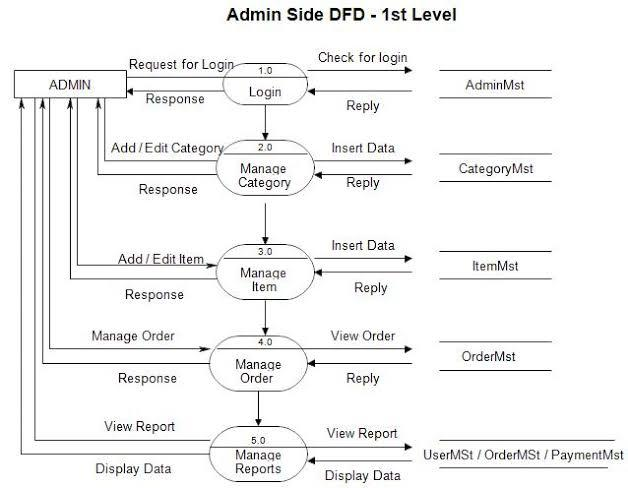 Admin Side DFD - 1st Level
Request for Login
1.0
Check for login
ADMIN
Login
AdminMst
Response
Reply
Add / Edit Category
2.0
Insert Data
Manage
Category
CategoryMst
Response
Reply
Add / Edit Item
3.0
Insert Data
Manage
Item
ItemMst
Response
Reply
Manage Order
4.0
View Order
Manage
Order
OrderMst
Response
Reply
View Report
5.0
View Report
Manage
Reports
UserMSt / OrderMSt / PaymentMst
Display Data
Display Data